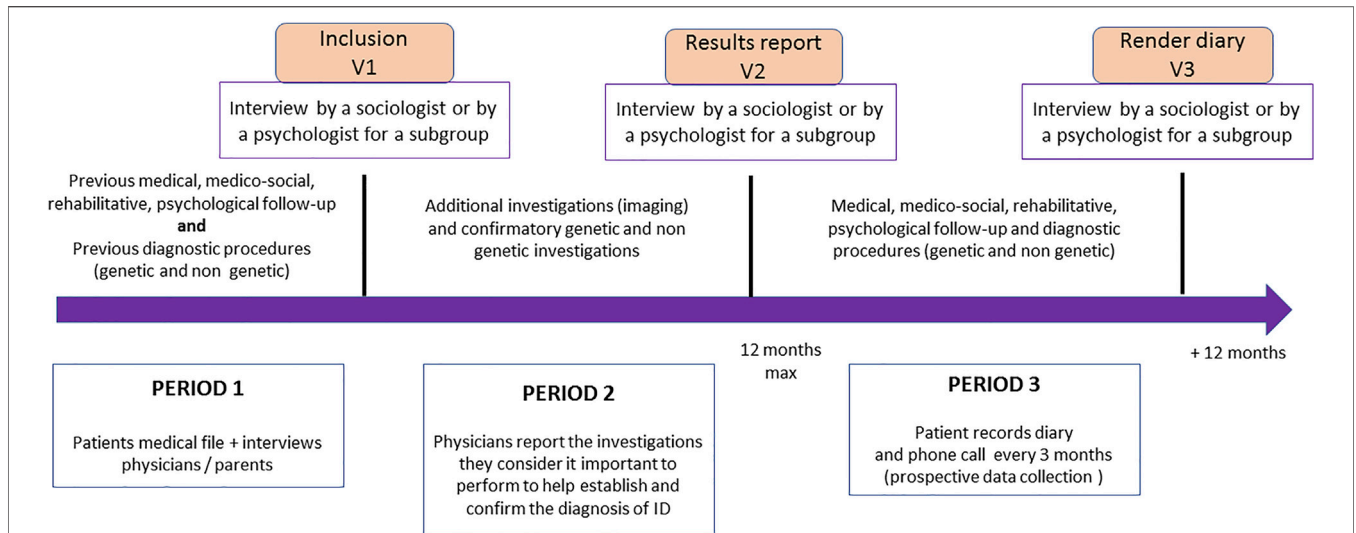 Inclusion
V1
Interview by a sociologist or by
a psychologist for a subgroup
Results report
V2
Interview by a sociologist or by
a psychologist for a subgroup
Render diary
V3
Interview by a sociologist or by
a psychologist for a subgroup
Previous medical, medico-social,
rehabilitative, psychological follow-up
and
Previous diagnostic procedures
(genetic and non genetic)
Additional investigations (imaging)
and confirmatory genetic and non
genetic investigations
Medical, medico-social, rehabilitative,
psychological follow-up and diagnostic
procedures (genetic and non genetic)
12 months
max
+ 12 months
PERIOD 1
Patients medical file + interviews
physicians / parents
PERIOD 2
Physicians report the investigations
they consider it important to
perform to help establish and
confirm the diagnosis of ID
PERIOD 3
Patient records diary
and phone call every 3 months
(prospective data collection )